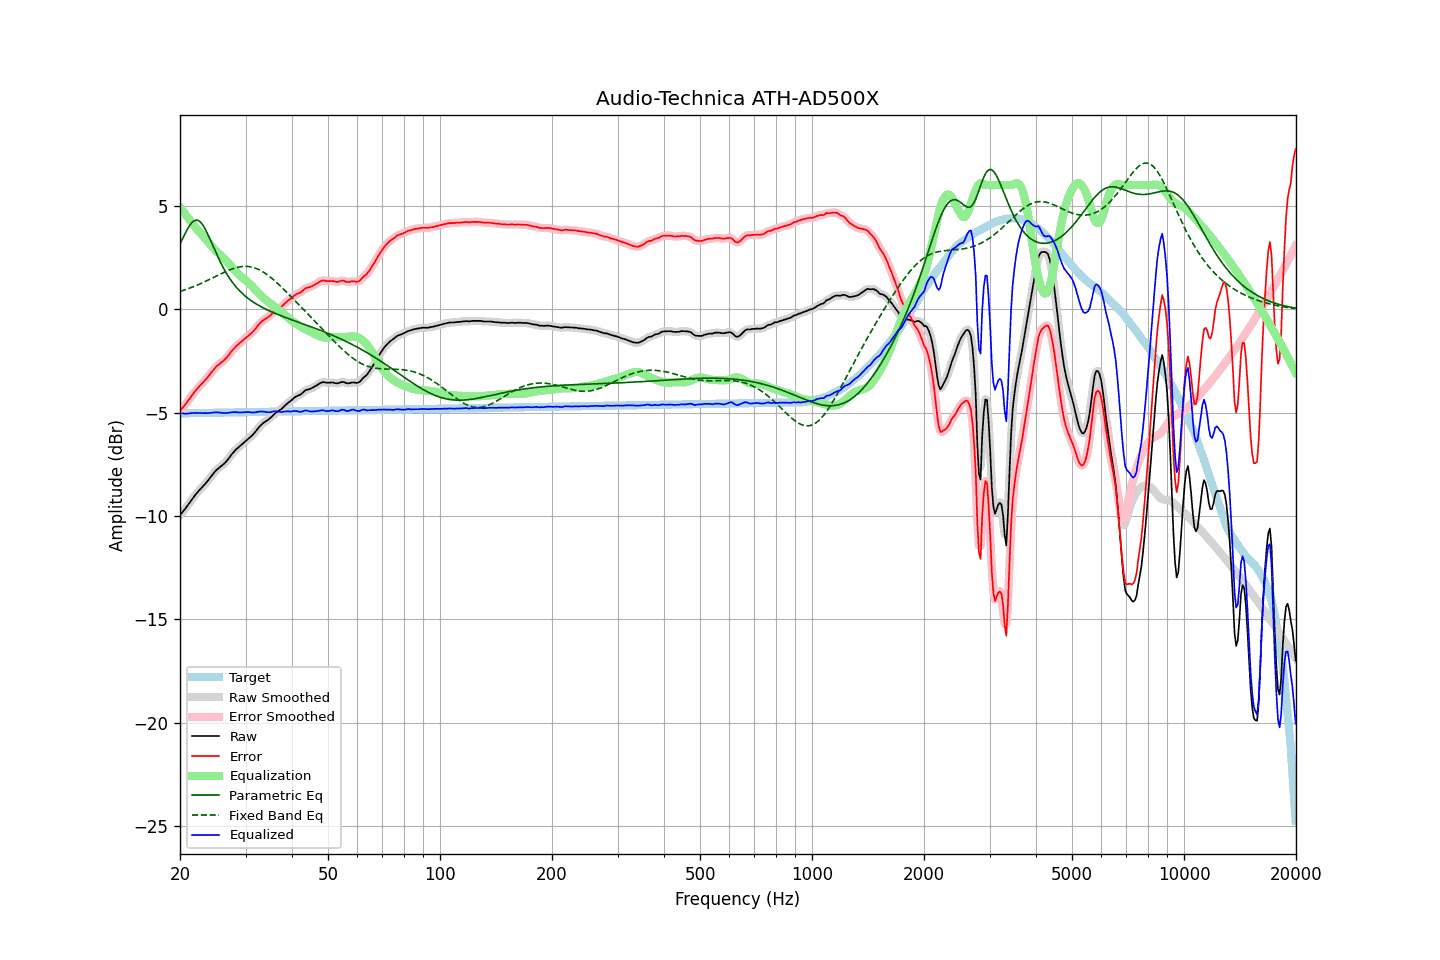 Audio-Technica ATH-AD500X
Amplitude (dBr)
5
0
−5
−10
−15
−20
−25
Target
Raw Smoothed
Error Smoothed
Raw
Error
Equalization
Parametric Eq
Fixed Band Eq
Equalized
20 50 100 200 500 1000 2000 5000 10000 20000
Frequency (Hz)